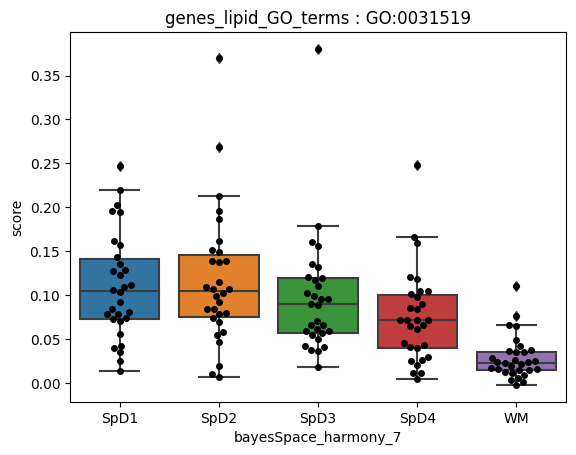 genes_lipid_GO_terms : GO:0031519
0.35
0.30
0.25
0.20
0.15
0.10
0.05
0.00
score
SpD1 SpD2 SpD3 SpD4 WM
bayesSpace_harmony_7